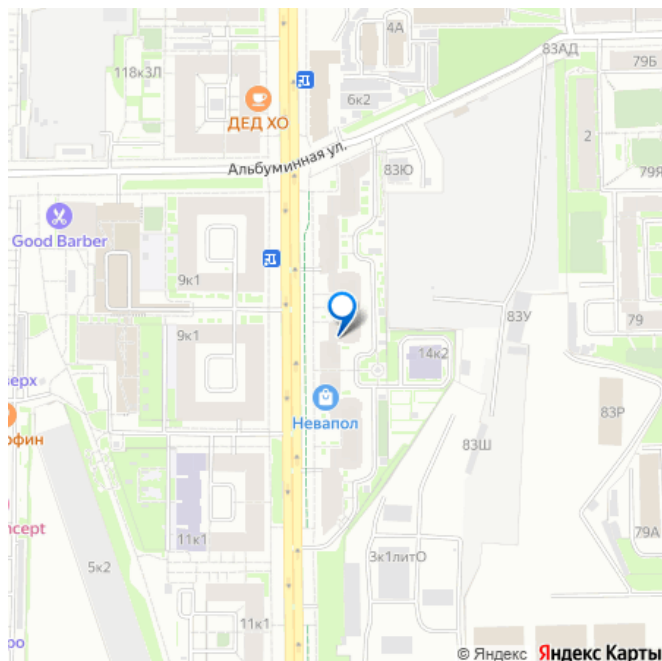 4А
83АД
79Б
118к3Л
6к2
ДЕД ХО
2
Альбуминная ул.
83Ю
79Я
Good Barber
9к1
83У
79
9к1
14к2
верх
Невапол
83Р
офин
83Ш
ncept
11к1
79А
3к1литО
5к2
11к1
ро
© Яндекс Яндекс Карты